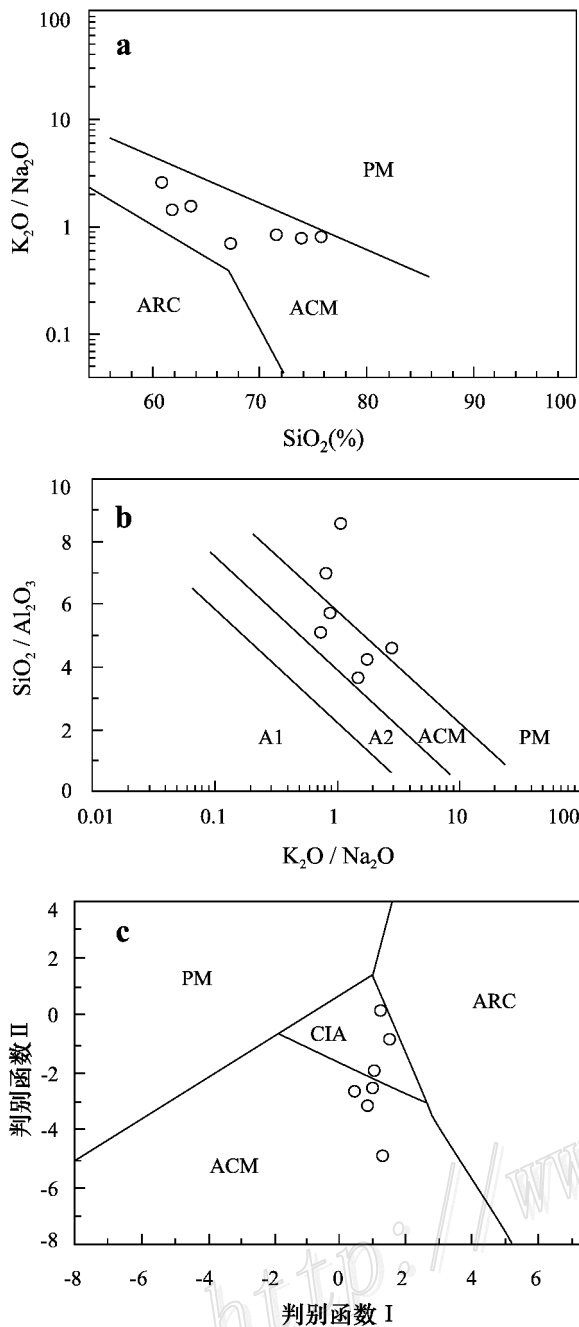 a
100
10
1
0.1
K₂O / Na₂O
PM
ARC
ACM
60 70 80 90 100
SiO₂(%)
b
10
8
6
4
2
0
SiO₂ / Al₂O₃
A1 A2 ACM PM
0.01 0.1 1 10 100
K₂O / Na₂O
c
4
2
0
-2
-4
-6
-8
判别函数 II
PM
ARC
CIA
ACM
-8 -6 -4 -2 0 2 4 6
判别函数 I
http://ww